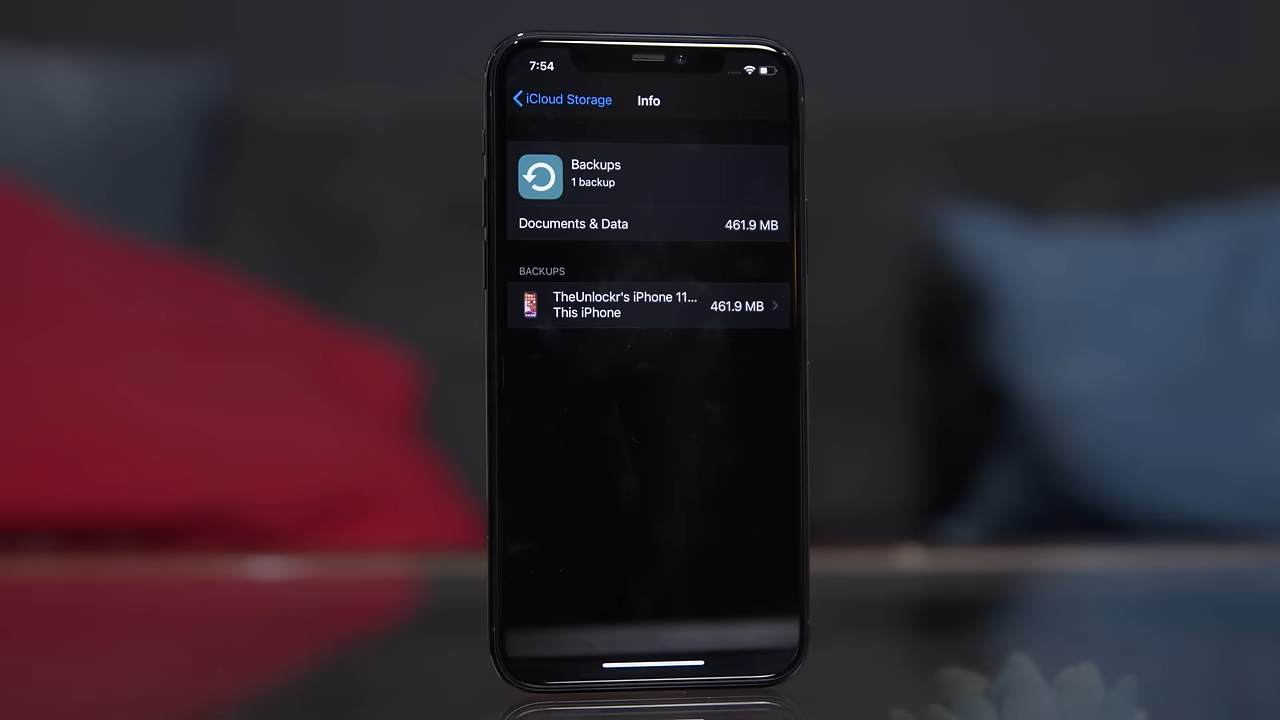 7:54
iCloud Storage
Info
Backups
1 backup
Documents & Data 461.9 MB
BACKUPS
TheUnlockr's iPhone 11... 461.9 MB
This iPhone